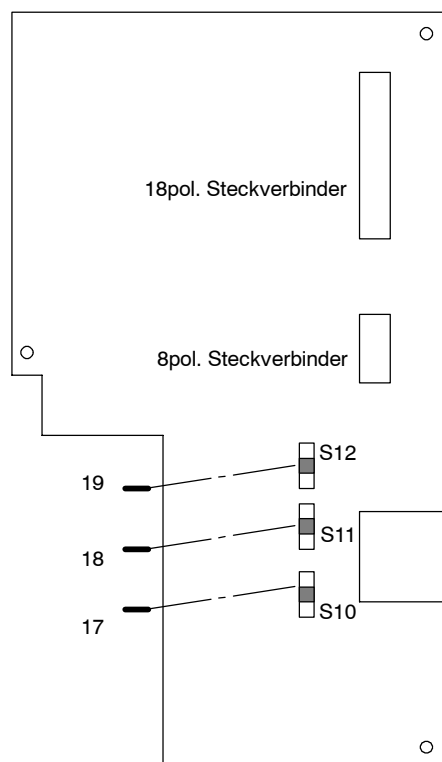 18pol. Steckverbinder
8pol. Steckverbinder
S12
19
S11
18
S10
17